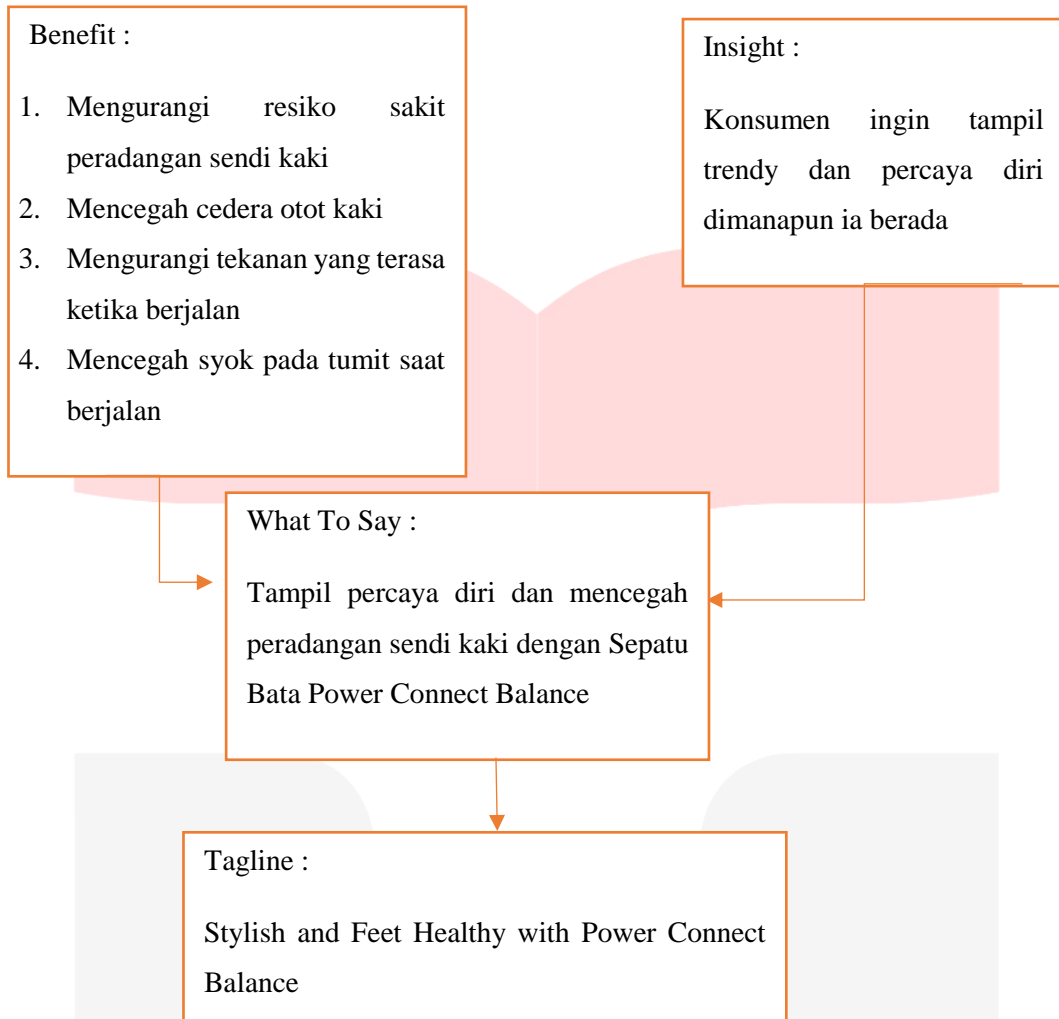 Benefit :
1. Mengurangi resiko sakit
peradangan sendi kaki
2. Mencegah cedera otot kaki
3. Mengurangi tekanan yang terasa
ketika berjalan
4. Mencegah syok pada tumit saat
berjalan
Insight :
Konsumen ingin tampil
trendy dan percaya diri
dimanapun ia berada
What To Say :
Tampil percaya diri dan mencegah
peradangan sendi kaki dengan Sepatu
Bata Power Connect Balance
Tagline :
Stylish and Feet Healthy with Power Connect
Balance